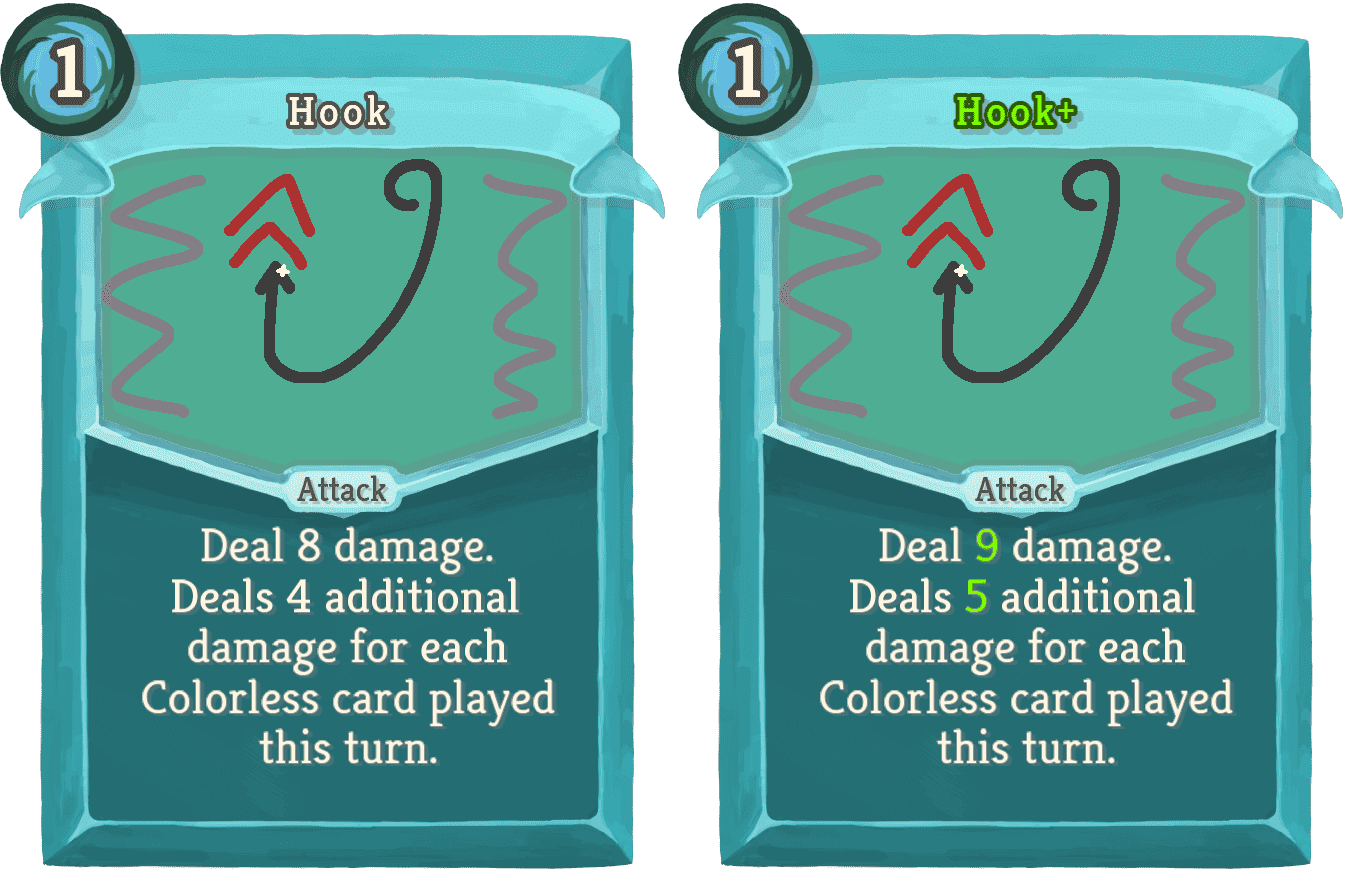 1
Hook
Attack
Deal 8 damage.
Deals 4 additional
damage for each
Colorless card played
this turn.
1
Hook+
Attack
Deal 9 damage.
Deals 5 additional
damage for each
Colorless card played
this turn.